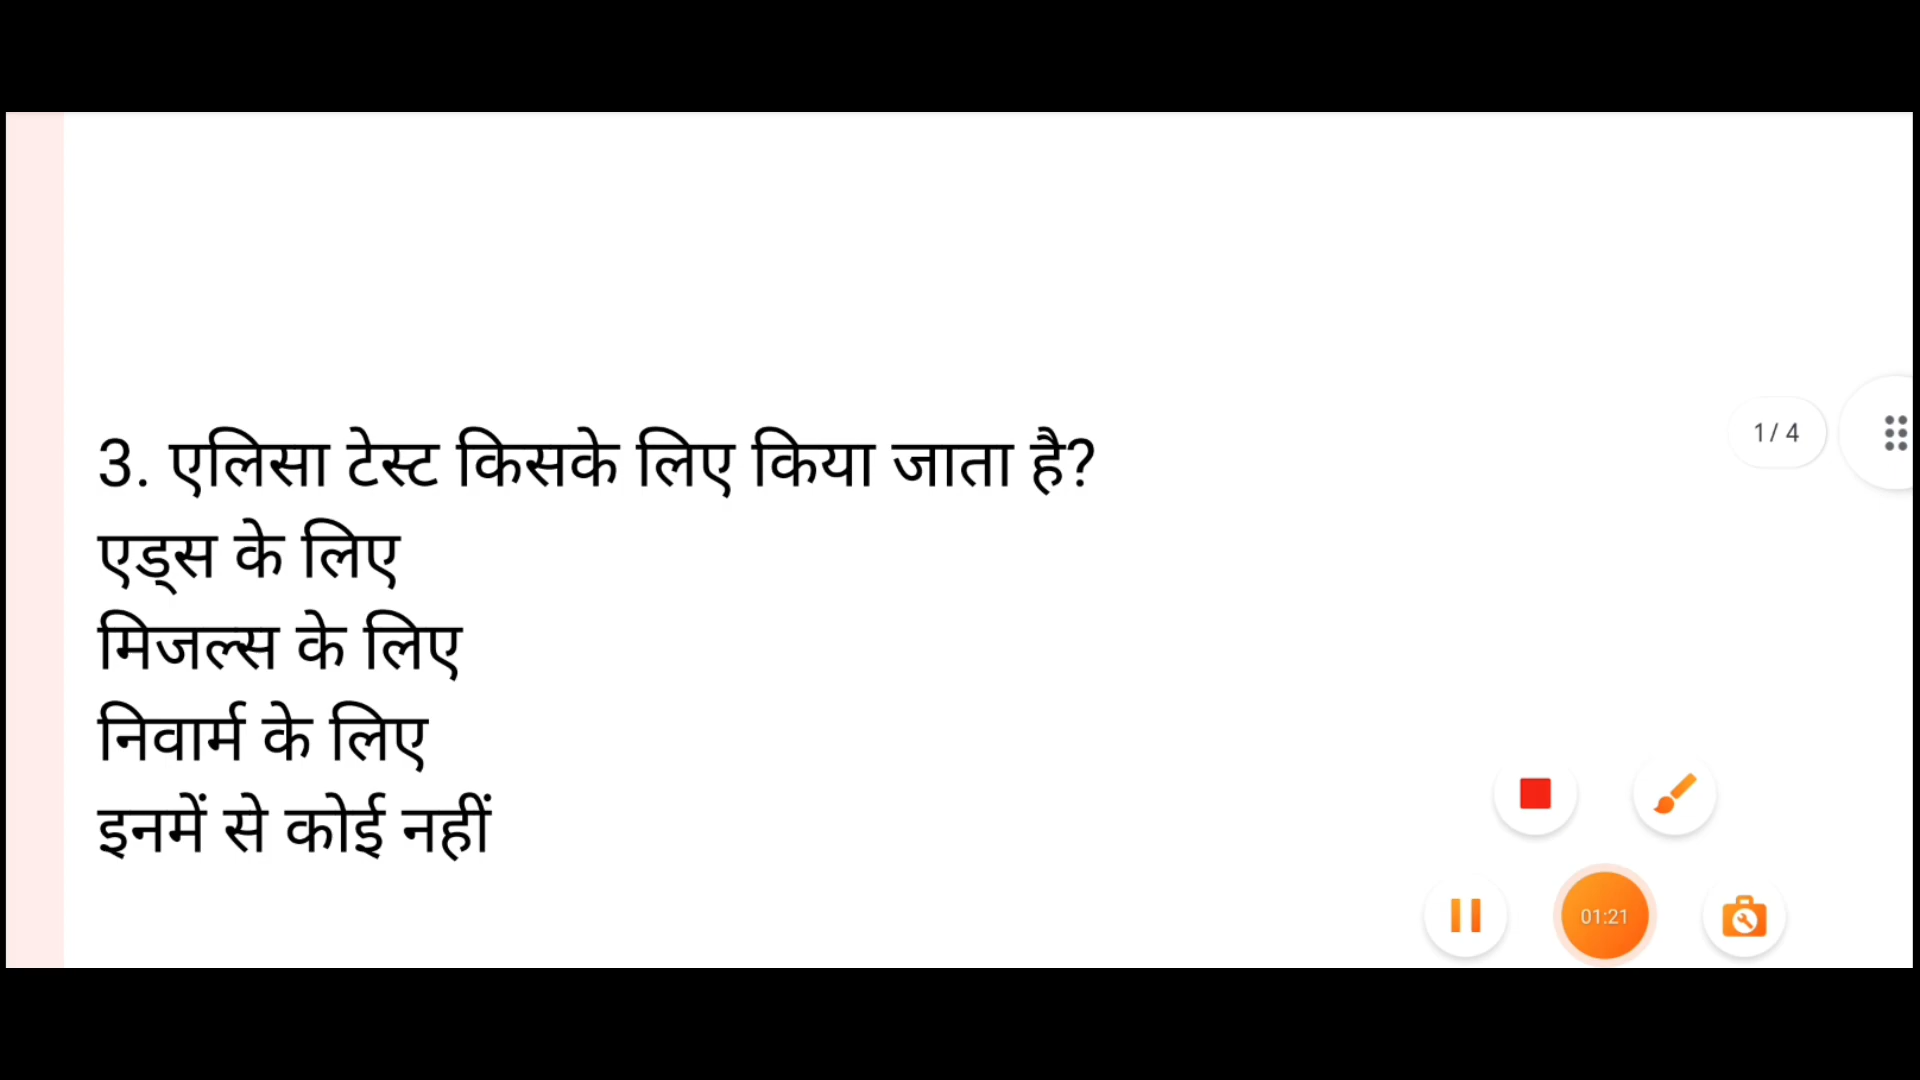 3. एलिसा टेस्ट किसके लिए किया जाता है?
एड्स के लिए
मिजल्स के लिए
निवार्म के लिए
इनमें से कोई नहीं
1/ 4
01:21